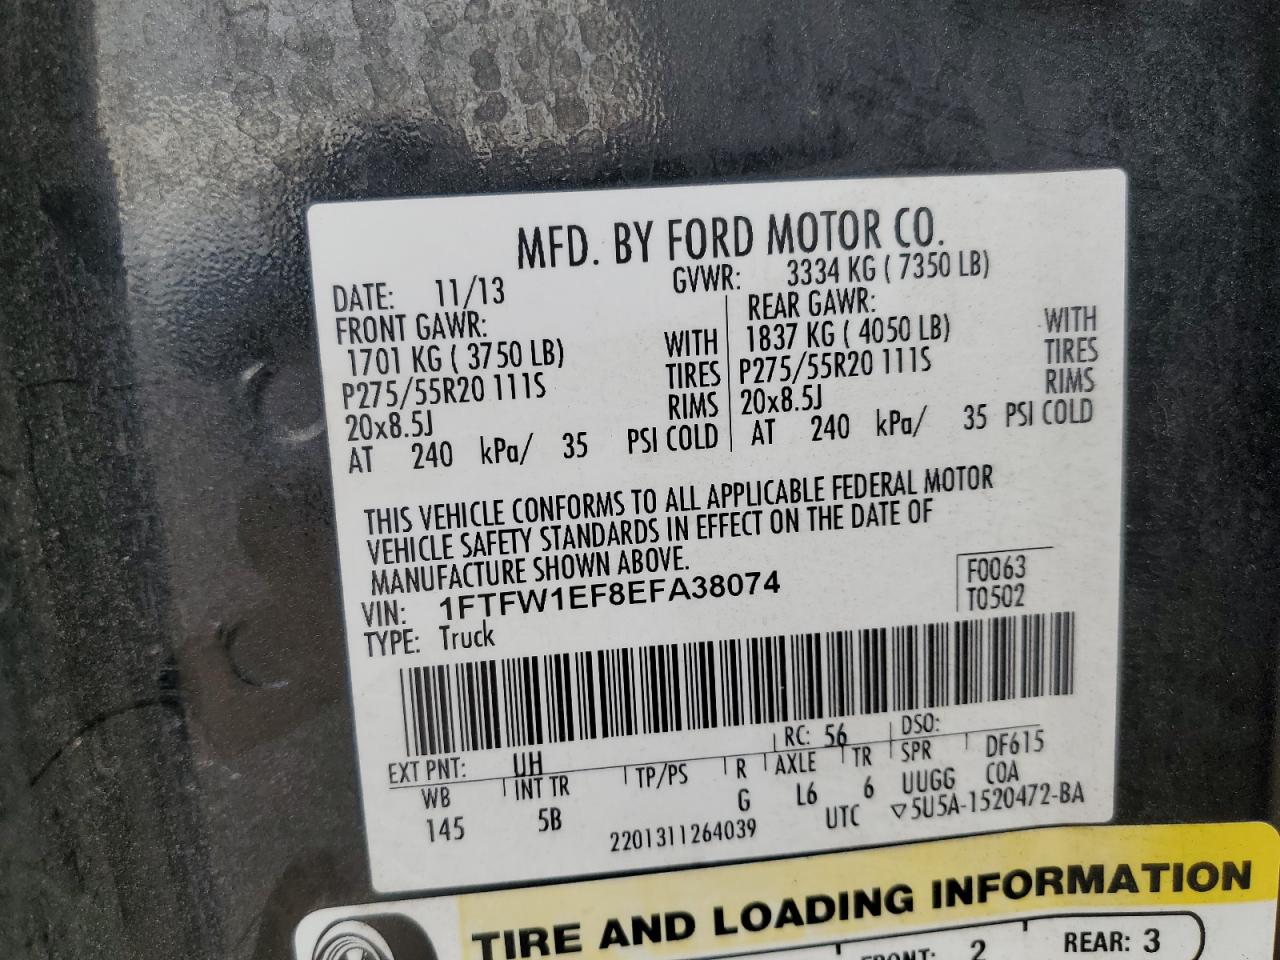 MFD. BY FORD MOTOR CO.
DATE: 11/13 GVWR: 3334 KG ( 7350 LB)
FRONT GAWR: REAR GAWR:
1701 KG ( 3750 LB) WITH 1837 KG ( 4050 LB) WITH
P275/55R20 111S TIRES P275/55R20 111S TIRES
20x8.5J RIMS 20x8.5J RIMS
AT 240 kPa/ 35 PSI COLD AT 240 kPa/ 35 PSI COLD
THIS VEHICLE CONFORMS TO ALL APPLICABLE FEDERAL MOTOR
VEHICLE SAFETY STANDARDS IN EFFECT ON THE DATE OF
MANUFACTURE SHOWN ABOVE.
F0063
VIN: 1FTFW1EF8EFA38074 T0502
TYPE: Truck
EXT PNT: UH RC: 56 DSO:
WB INT TR TP/PS R AXLE TR SPR DF615
145 5B G L6 6 UUGG COA
2201311264039 UTC ▽5U5A-1520472-BA
TIRE AND LOADING INFORMATION
FRONT: 2 REAR: 3